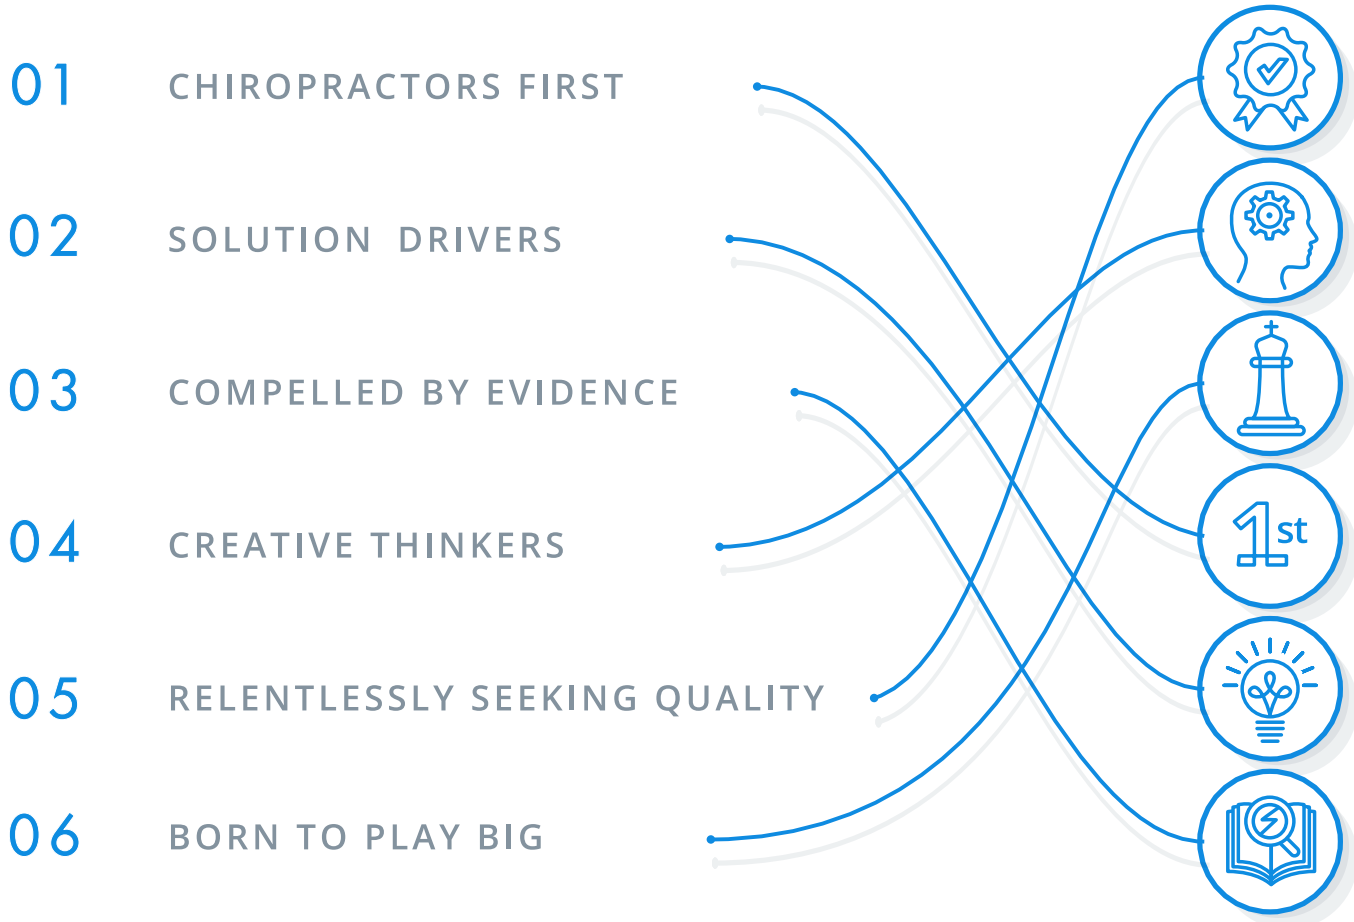 01 CHIROPRACTORS FIRST
02 SOLUTION DRIVERS
03 COMPELLED BY EVIDENCE
1st
04 CREATIVE THINKERS
05 RELENTLESSLY SEEKING QUALITY
06 BORN TO PLAY BIG